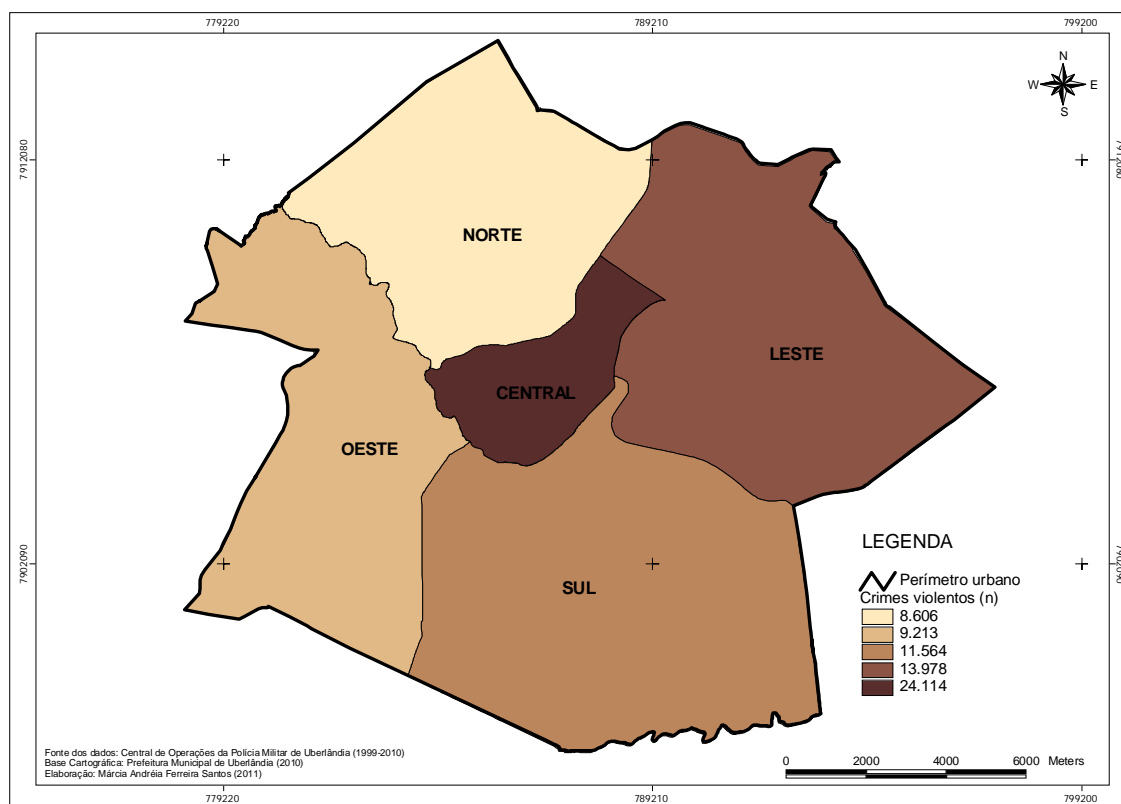 779220
789210
799200
N
W
E
S
7912080
7912080
NORTE
LESTE
CENTRAL
OESTE
SUL
7902090
7902090
LEGENDA
Perímetro urbano
Crimes violentos (n)
8.606
9.213
11.564
13.978
24.114
Fonte dos dados: Central de Operações da Polícia Militar de Uberlândia (1999-2010)
Base Cartográfica: Prefeitura Municipal de Uberlândia (2010)
Elaboração: Márcia Andréia Ferreira Santos (2011)
0 2000 4000 6000 Meters
779220
789210
799200